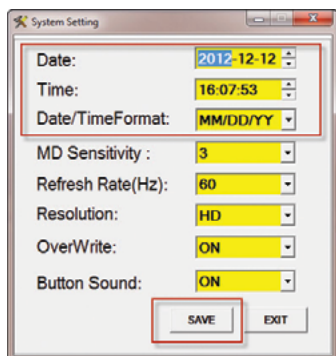 System Setting
Date: 2012-12-12
Time: 16:07:53
Date/TimeFormat: MM/DD/YY
MD Sensitivity : 3
Refresh Rate(Hz): 60
Resolution: HD
OverWrite: ON
Button Sound: ON
SAVE EXIT